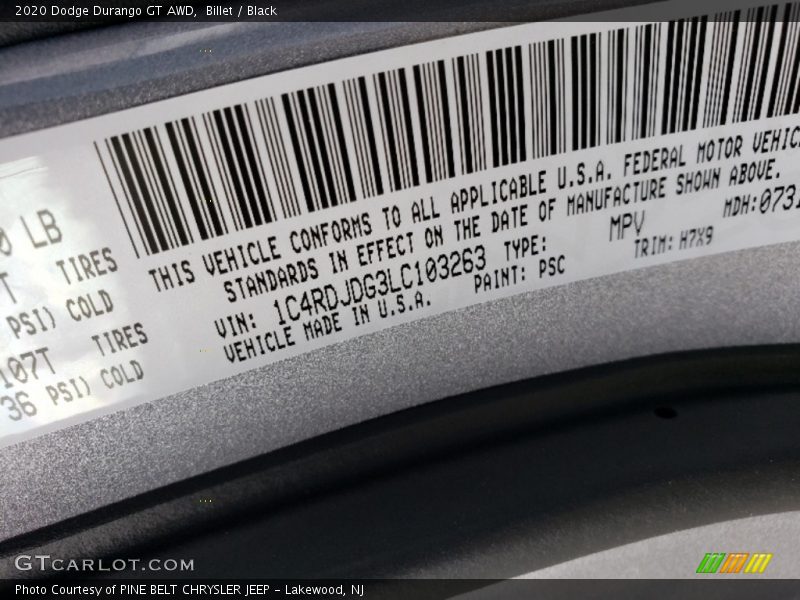 2020 Dodge Durango GT AWD,  Billet / Black
THIS VEHICLE CONFORMS TO ALL APPLICABLE U.S.A. FEDERAL MOTOR
STANDARDS IN EFFECT ON THE DATE OF MANUFACTURE SHOWN ABOVE.
VIN: 1C4RDJDG3LC103263 TYPE: MPV MDH:
VEHICLE MADE IN U.S.A. PAINT: PSC TRIM: H7X9
LB
TIRES
PSI) COLD
107T TIRES
36 PSI) COLD
GTCARLOT.COM
Photo Courtesy of PINE BELT CHRYSLER JEEP - Lakewood, NJ